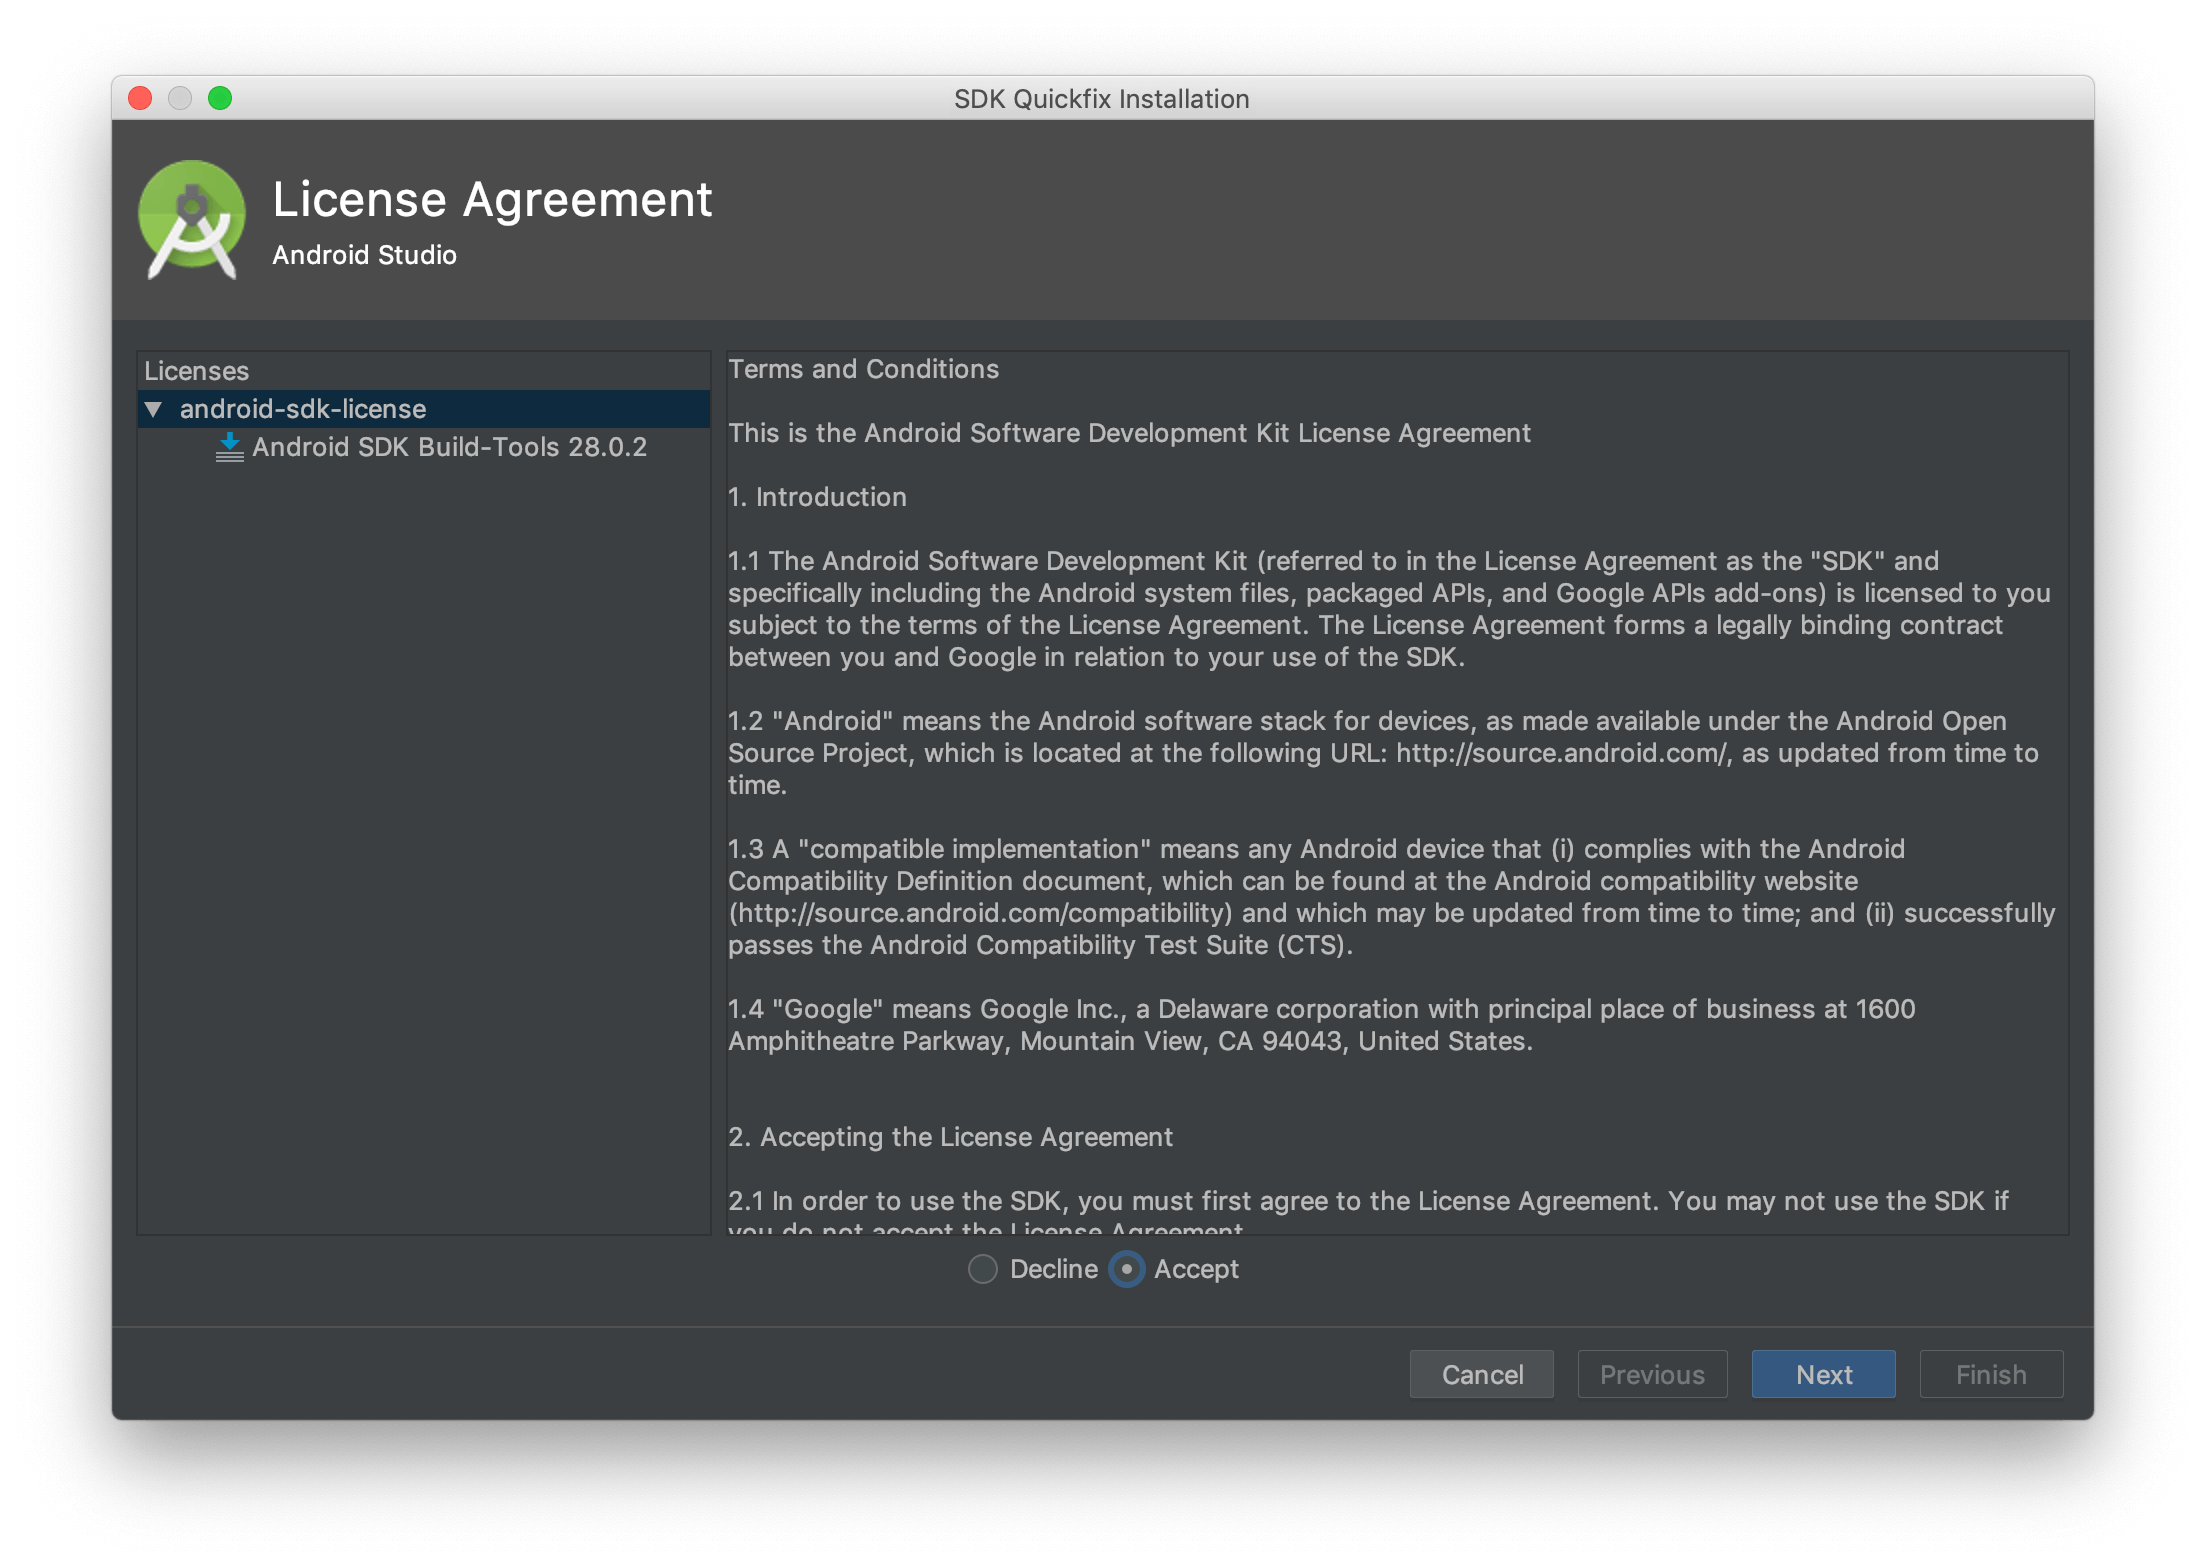 SDK Quickfix Installation
License Agreement
Android Studio
Licenses
android-sdk-license
Android SDK Build-Tools 28.0.2
Terms and Conditions
This is the Android Software Development Kit License Agreement
1. Introduction
1.1 The Android Software Development Kit (referred to in the License Agreement as the "SDK" and
specifically including the Android system files, packaged APIs, and Google APIs add-ons) is licensed to you
subject to the terms of the License Agreement. The License Agreement forms a legally binding contract
between you and Google in relation to your use of the SDK.
1.2 "Android" means the Android software stack for devices, as made available under the Android Open
Source Project, which is located at the following URL: http://source.android.com/, as updated from time to
time.
1.3 A "compatible implementation" means any Android device that (i) complies with the Android
Compatibility Definition document, which can be found at the Android compatibility website
(http://source.android.com/compatibility) and which may be updated from time to time; and (ii) successfully
passes the Android Compatibility Test Suite (CTS).
1.4 "Google" means Google Inc., a Delaware corporation with principal place of business at 1600
Amphitheatre Parkway, Mountain View, CA 94043, United States.
2. Accepting the License Agreement
2.1 In order to use the SDK, you must first agree to the License Agreement. You may not use the SDK if
you do not accept the License Agreement.
Decline Accept
Cancel Previous Next Finish